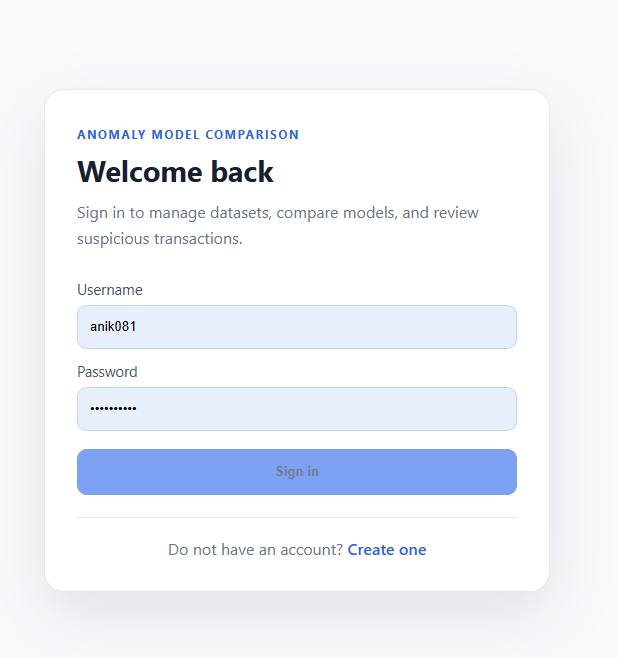 ANOMALY MODEL COMPARISON
Welcome back
Sign in to manage datasets, compare models, and review
suspicious transactions.
Username
anik081
Password
••••••••••
Sign in
Do not have an account? Create one